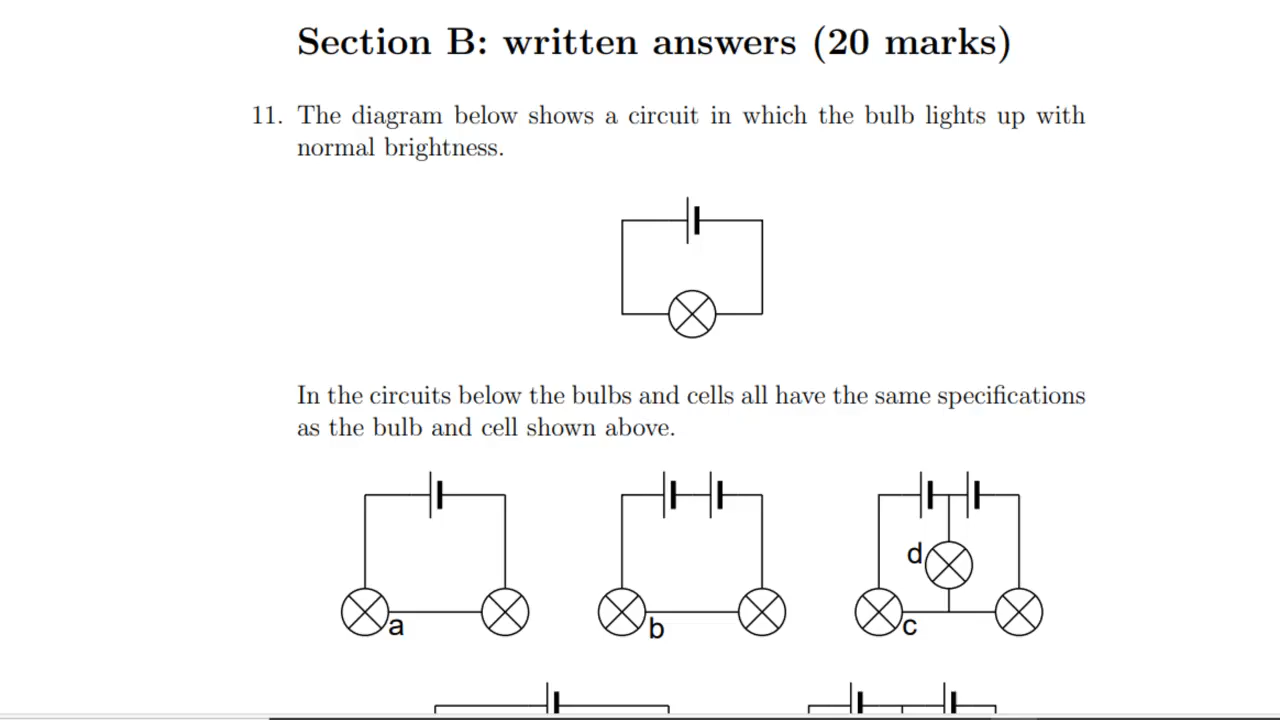 Section B: written answers (20 marks)
11. The diagram below shows a circuit in which the bulb lights up with
normal brightness.
In the circuits below the bulbs and cells all have the same specifications
as the bulb and cell shown above.
d
a
b
c